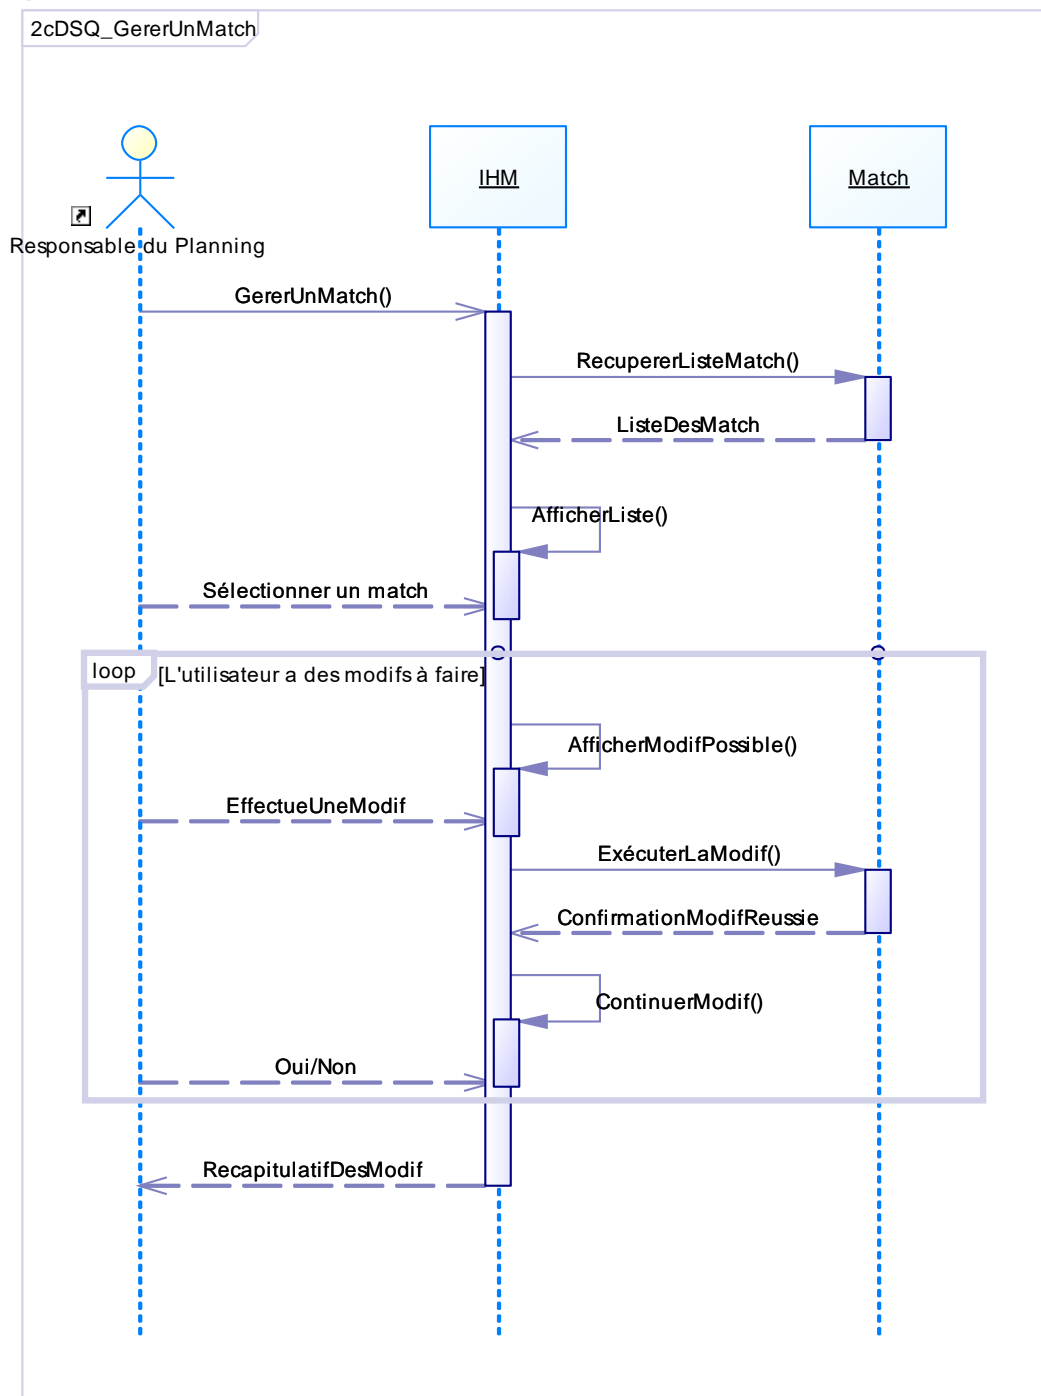 2cDSQ_GererUnMatch
IHM
Match
Responsable du Planning
GererUnMatch()
RecupererListeMatch()
ListeDesMatch
AfficherListe()
Sélectionner un match
loop
[L'utilisateur a des modifs à faire]
AfficherModifPossible()
EffectueUneModif
ExécuterLaModif()
ConfirmationModifReussie
ContinuerModif()
Oui/Non
RecapitulatifDesModif